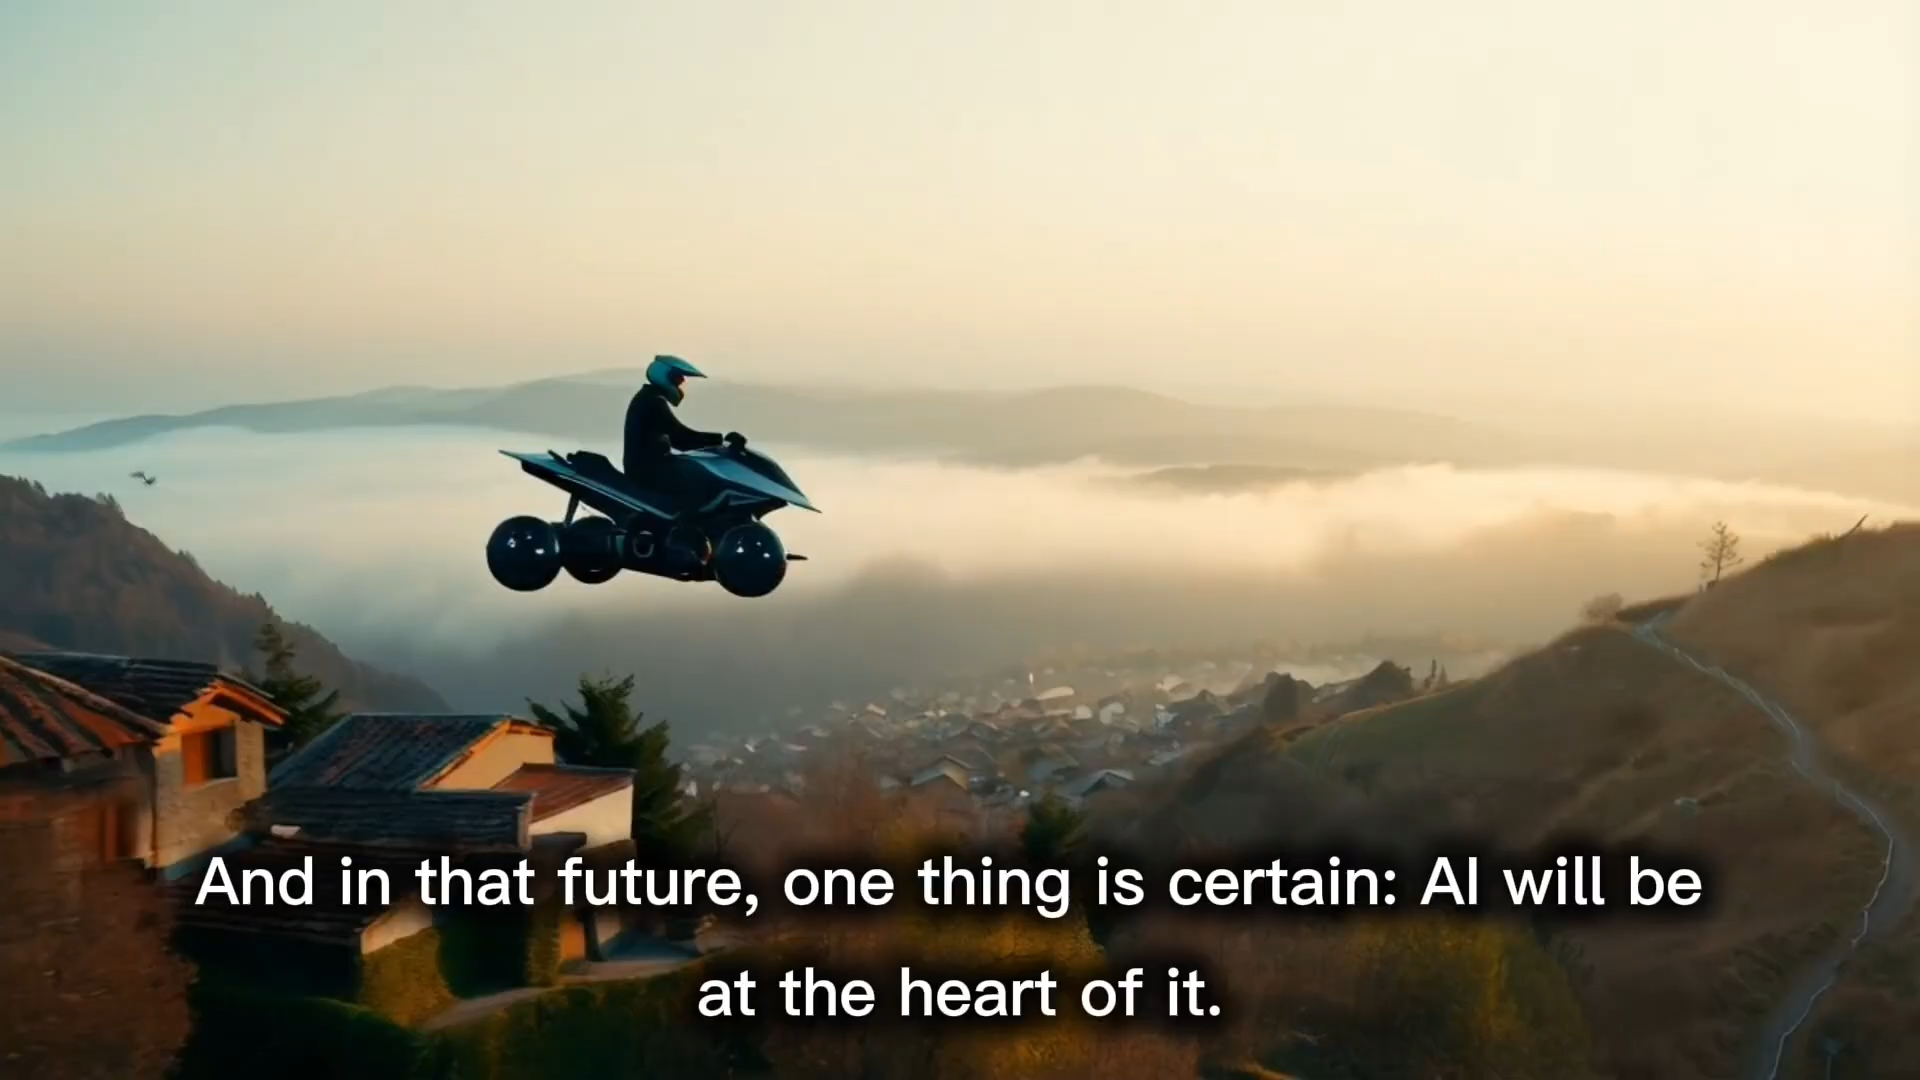 And in that future, one thing is certain: AI will be
at the heart of it.